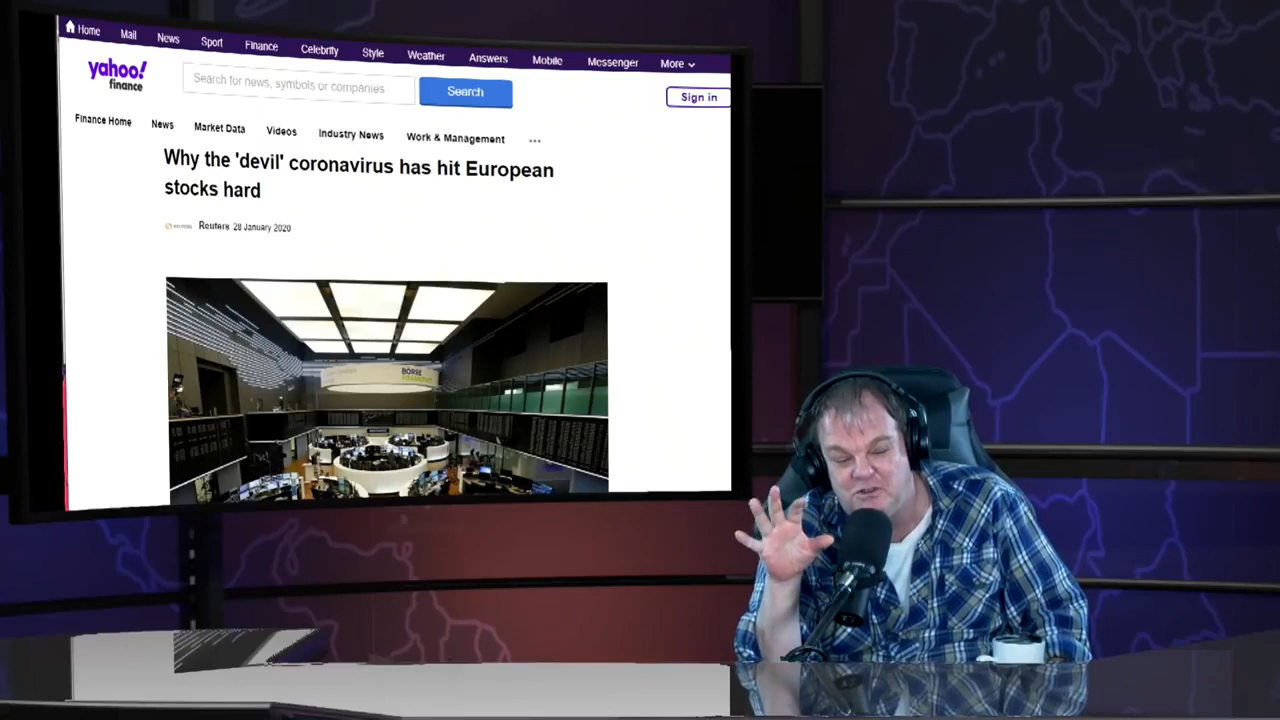 Home Mail News Sport Finance Celebrity Style Weather Answers Mobile Messenger More
yahoo!
finance
Search for news, symbols or companies
Search
Sign in
Finance Home News Market Data Videos Industry News Work & Management ...
Why the 'devil' coronavirus has hit European
stocks hard
Reuters 28 January 2020
BÖRSE